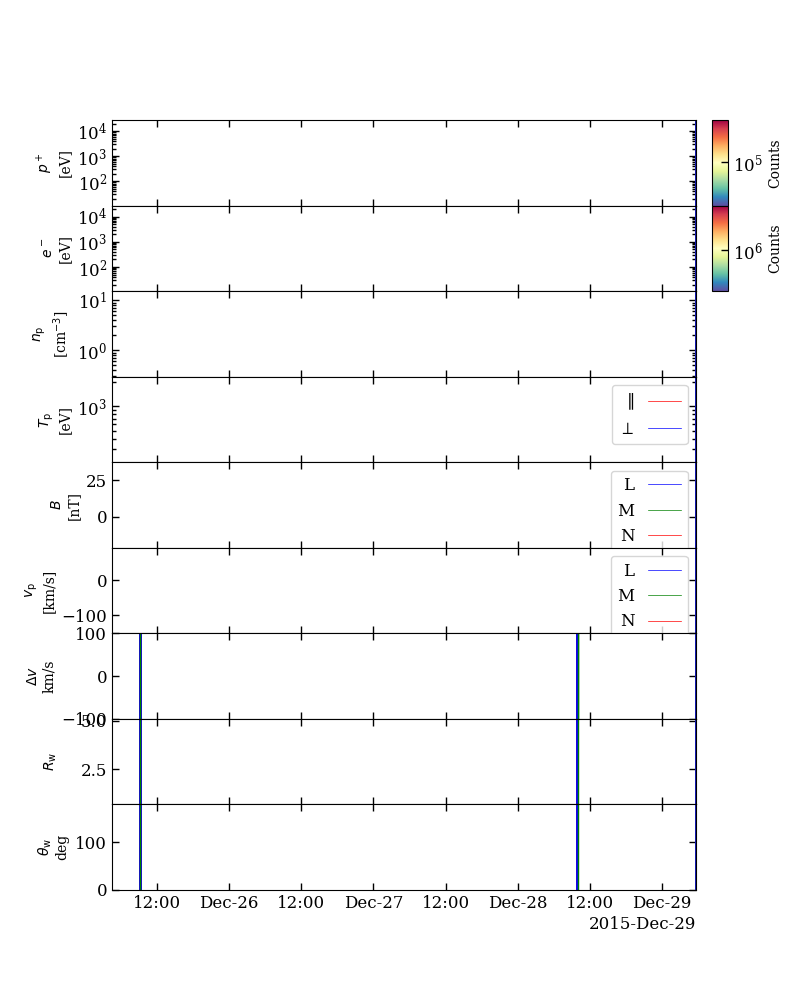 10⁴
10³
10²
p⁺
[eV]
10⁵
Counts
10⁴
10³
10²
e⁻
[eV]
10⁶
Counts
10¹
10⁰
nₚ
[cm⁻³]
10³
Tₚ
[eV]
∥
⊥
25
0
B
[nT]
L
M
N
0
−100
vₚ
[km/s]
L
M
N
100
0
−100
Δv
km/s
5.0
2.5
R_w
100
0
θ_w
deg
12:00 Dec-26 12:00 Dec-27 12:00 Dec-28 12:00 Dec-29
2015-Dec-29